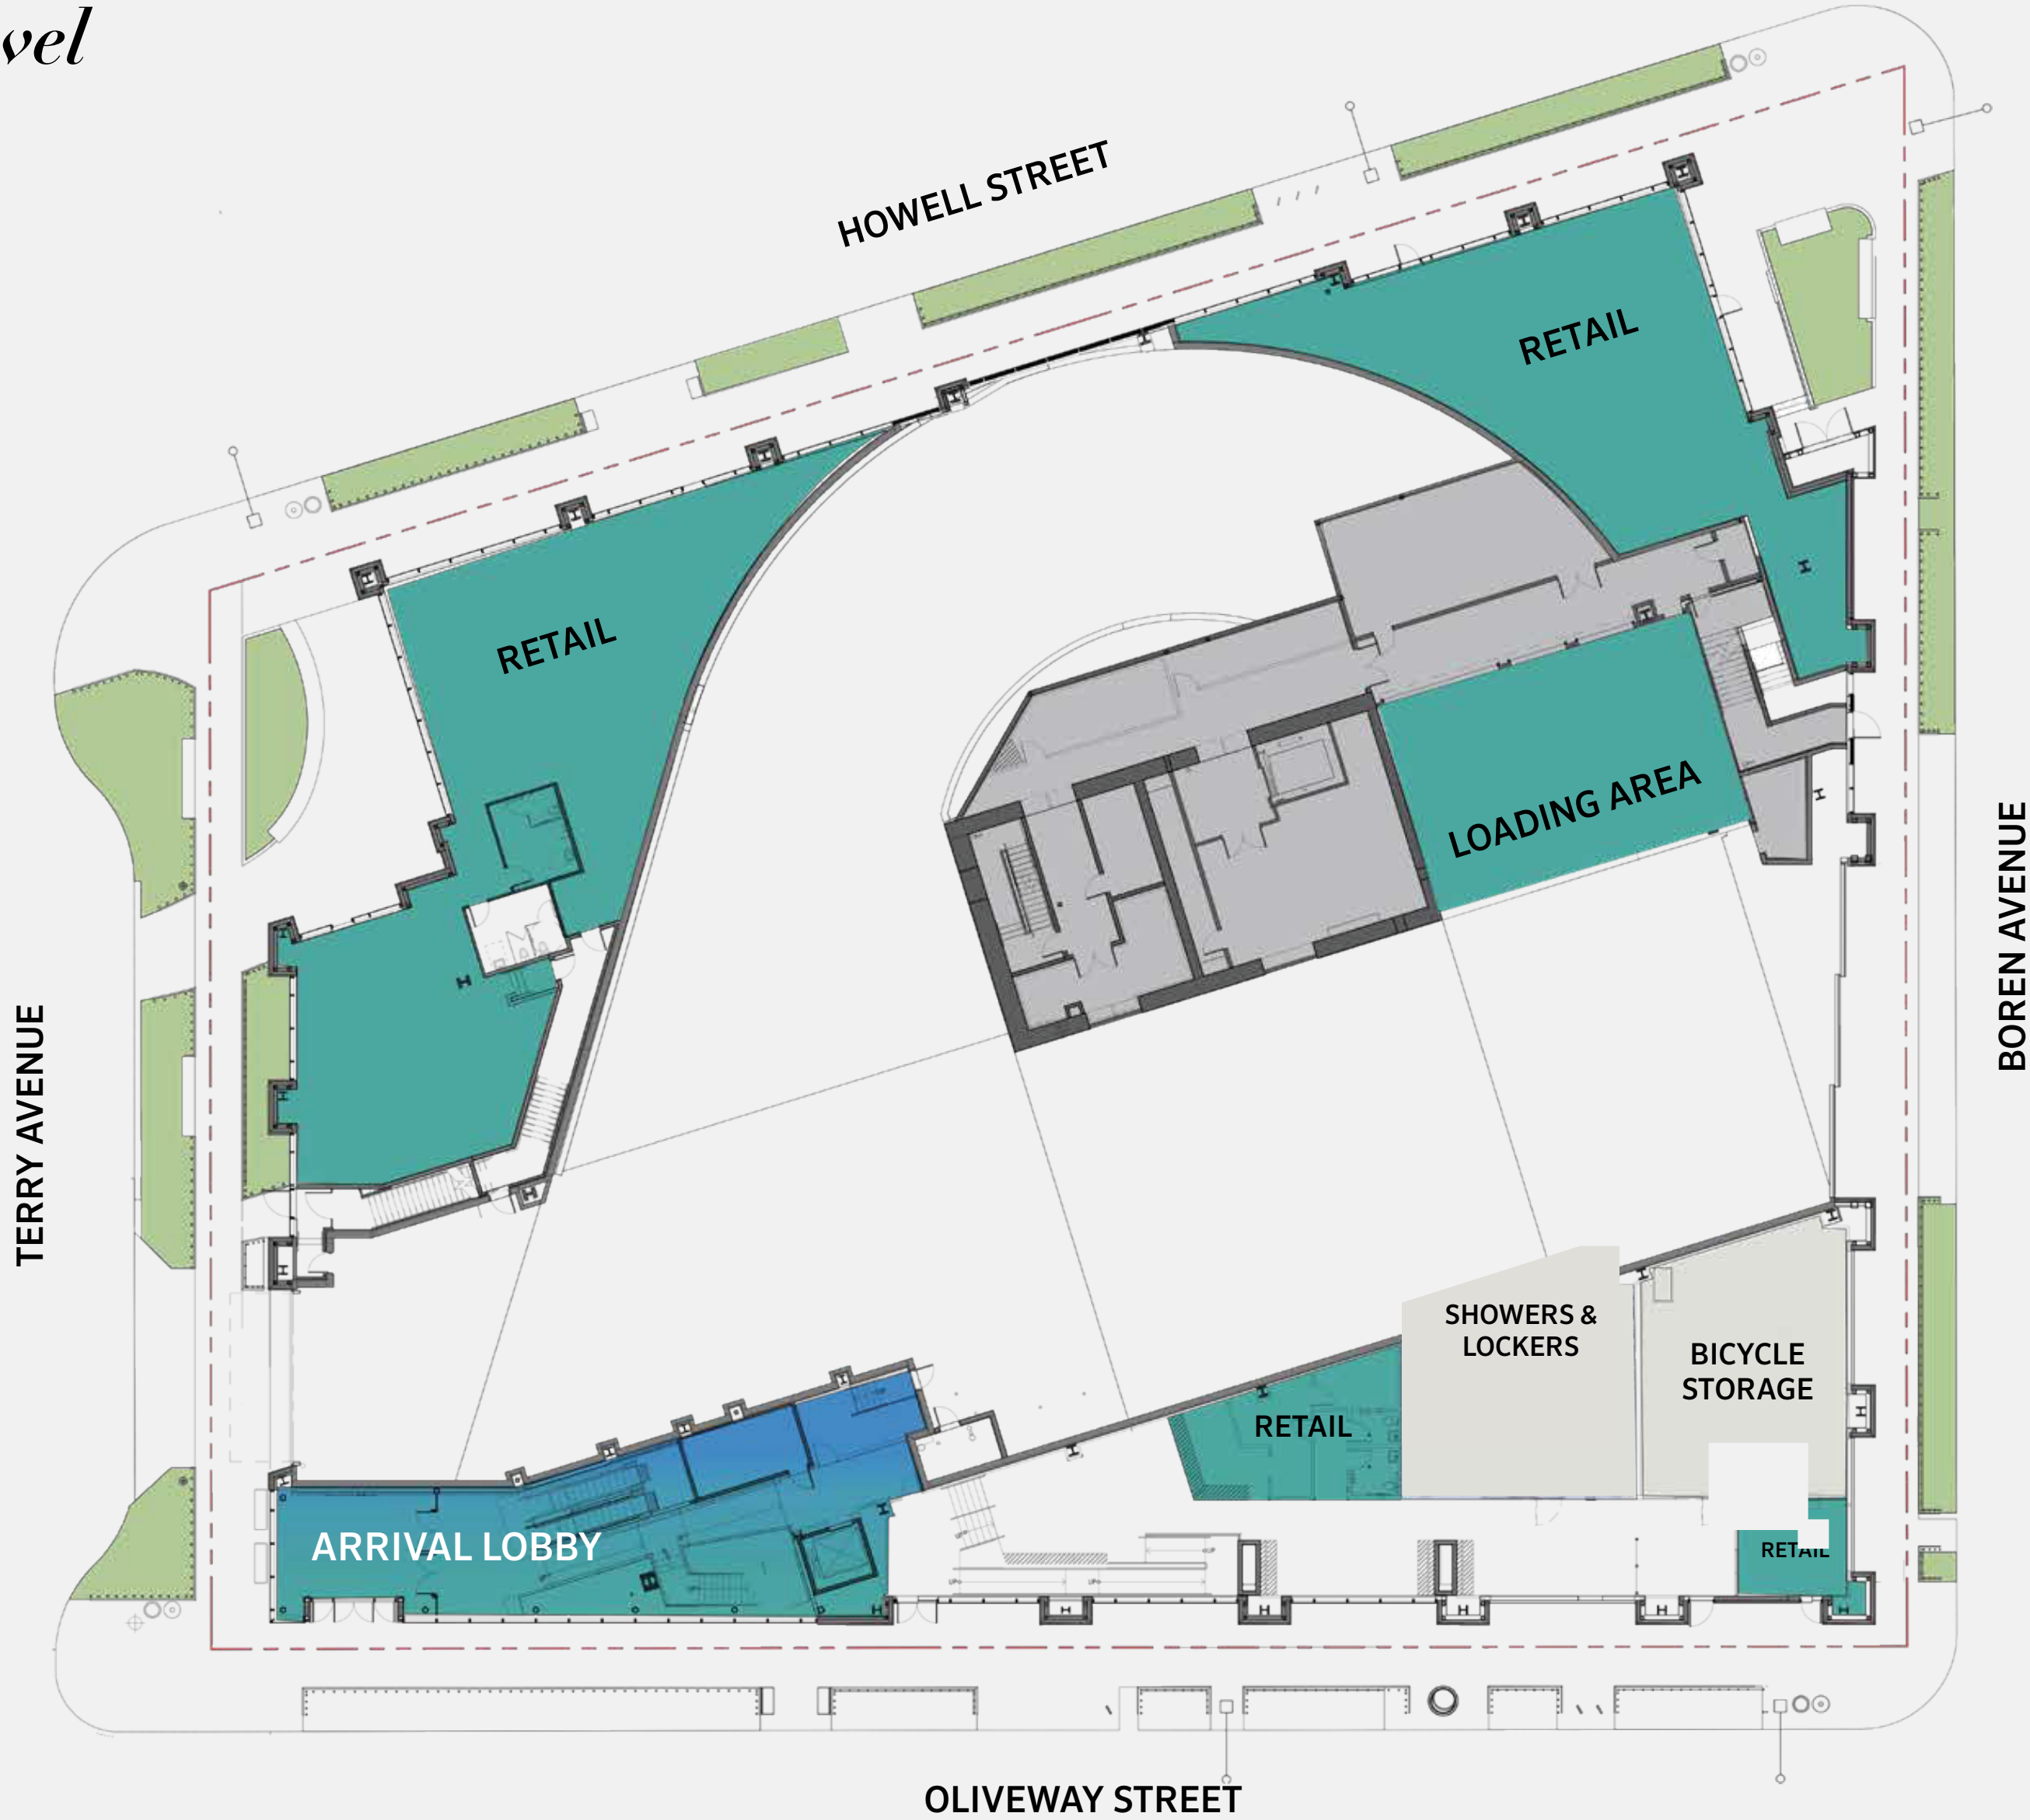 vel
HOWELL STREET
RETAIL
RETAIL
LOADING AREA
BOREN AVENUE
TERRY AVENUE
SHOWERS &
LOCKERS
BICYCLE
STORAGE
RETAIL
ARRIVAL LOBBY
RETAIL
OLIVEWAY STREET